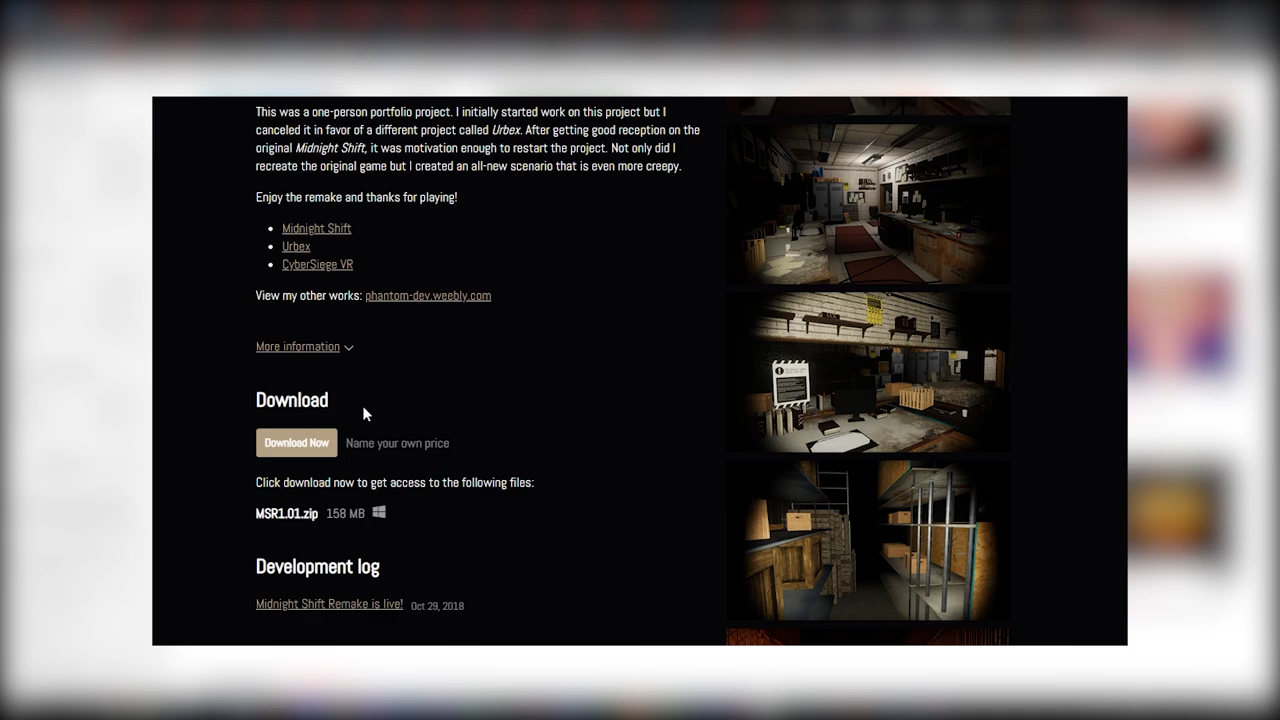 This was a one-person portfolio project. I initially started work on this project but I
canceled it in favor of a different project called Urbex. After getting good reception on the
original Midnight Shift, it was motivation enough to restart the project. Not only did I
recreate the original game but I created an all-new scenario that is even more creepy.
Enjoy the remake and thanks for playing!
Midnight Shift
Urbex
CyberSiege VR
View my other works: phantom-dev.weebly.com
More information
Download
Download Now Name your own price
Click download now to get access to the following files:
MSR1.01.zip 158 MB
Development log
Midnight Shift Remake is live! Oct 29, 2018